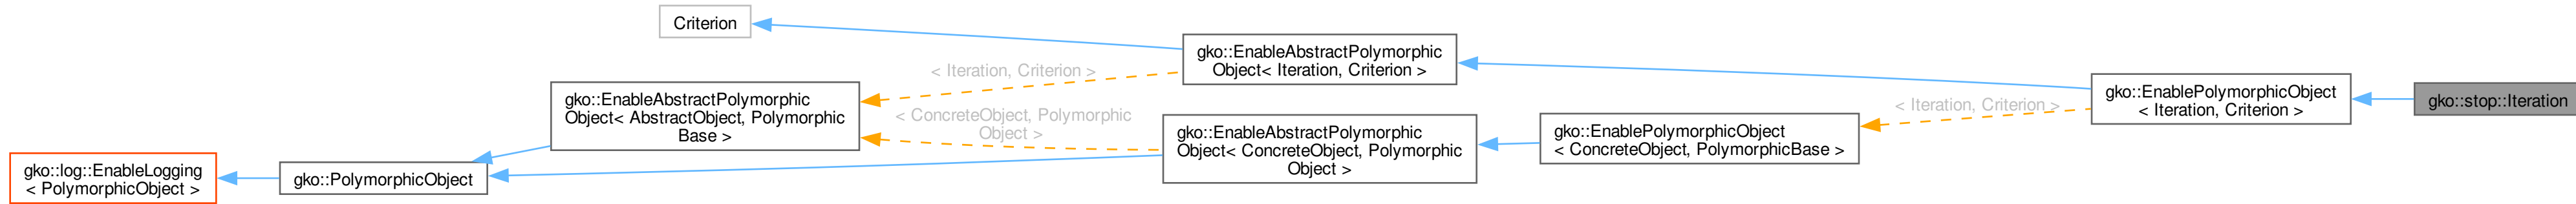 Criterion
gko::EnableAbstractPolymorphic
Object< Iteration, Criterion >
< Iteration, Criterion >
gko::EnableAbstractPolymorphic
Object< AbstractObject, Polymorphic
Base >
< ConcreteObject, Polymorphic
Object >
gko::EnableAbstractPolymorphic
Object< ConcreteObject, Polymorphic
Object >
gko::EnablePolymorphicObject
< ConcreteObject, PolymorphicBase >
< Iteration, Criterion >
gko::EnablePolymorphicObject
< Iteration, Criterion >
gko::stop::Iteration
gko::log::EnableLogging
< PolymorphicObject >
gko::PolymorphicObject